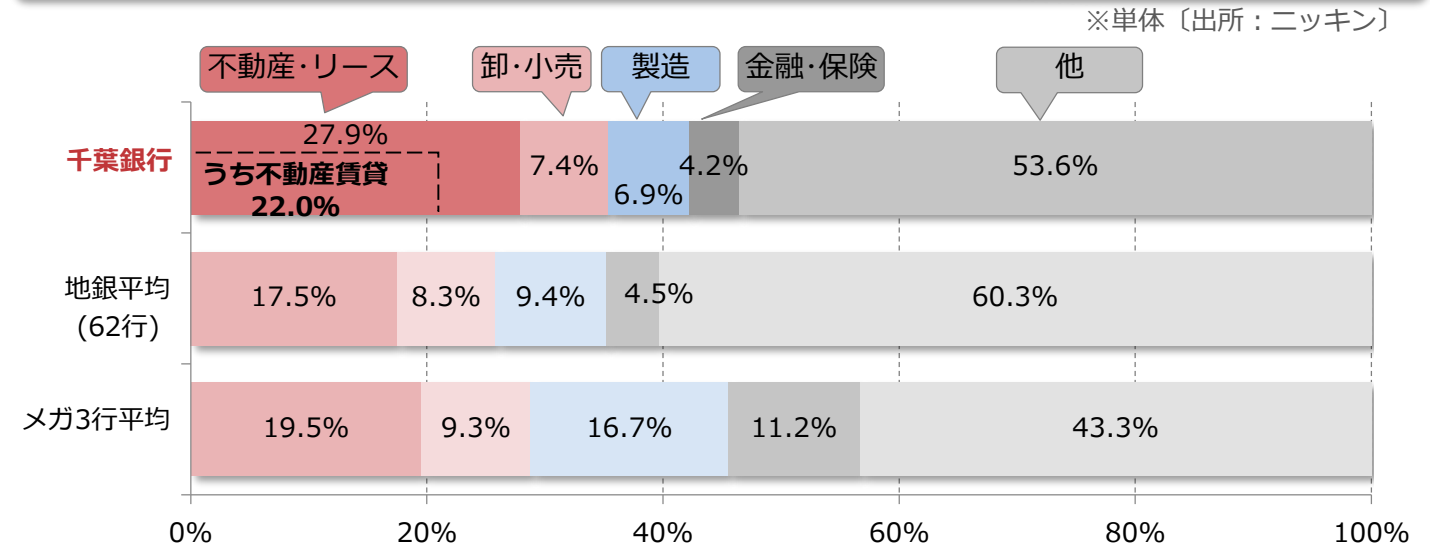 ※単体〔出所：ニッキン〕
不動産･リース
卸･小売
製造
金融･保険
他
千葉銀行
27.9%
うち不動産賃貸
22.0%
7.4%
6.9%
4.2%
53.6%
地銀平均
(62行)
17.5%
8.3%
9.4%
4.5%
60.3%
メガ3行平均
19.5%
9.3%
16.7%
11.2%
43.3%
0%
20%
40%
60%
80%
100%